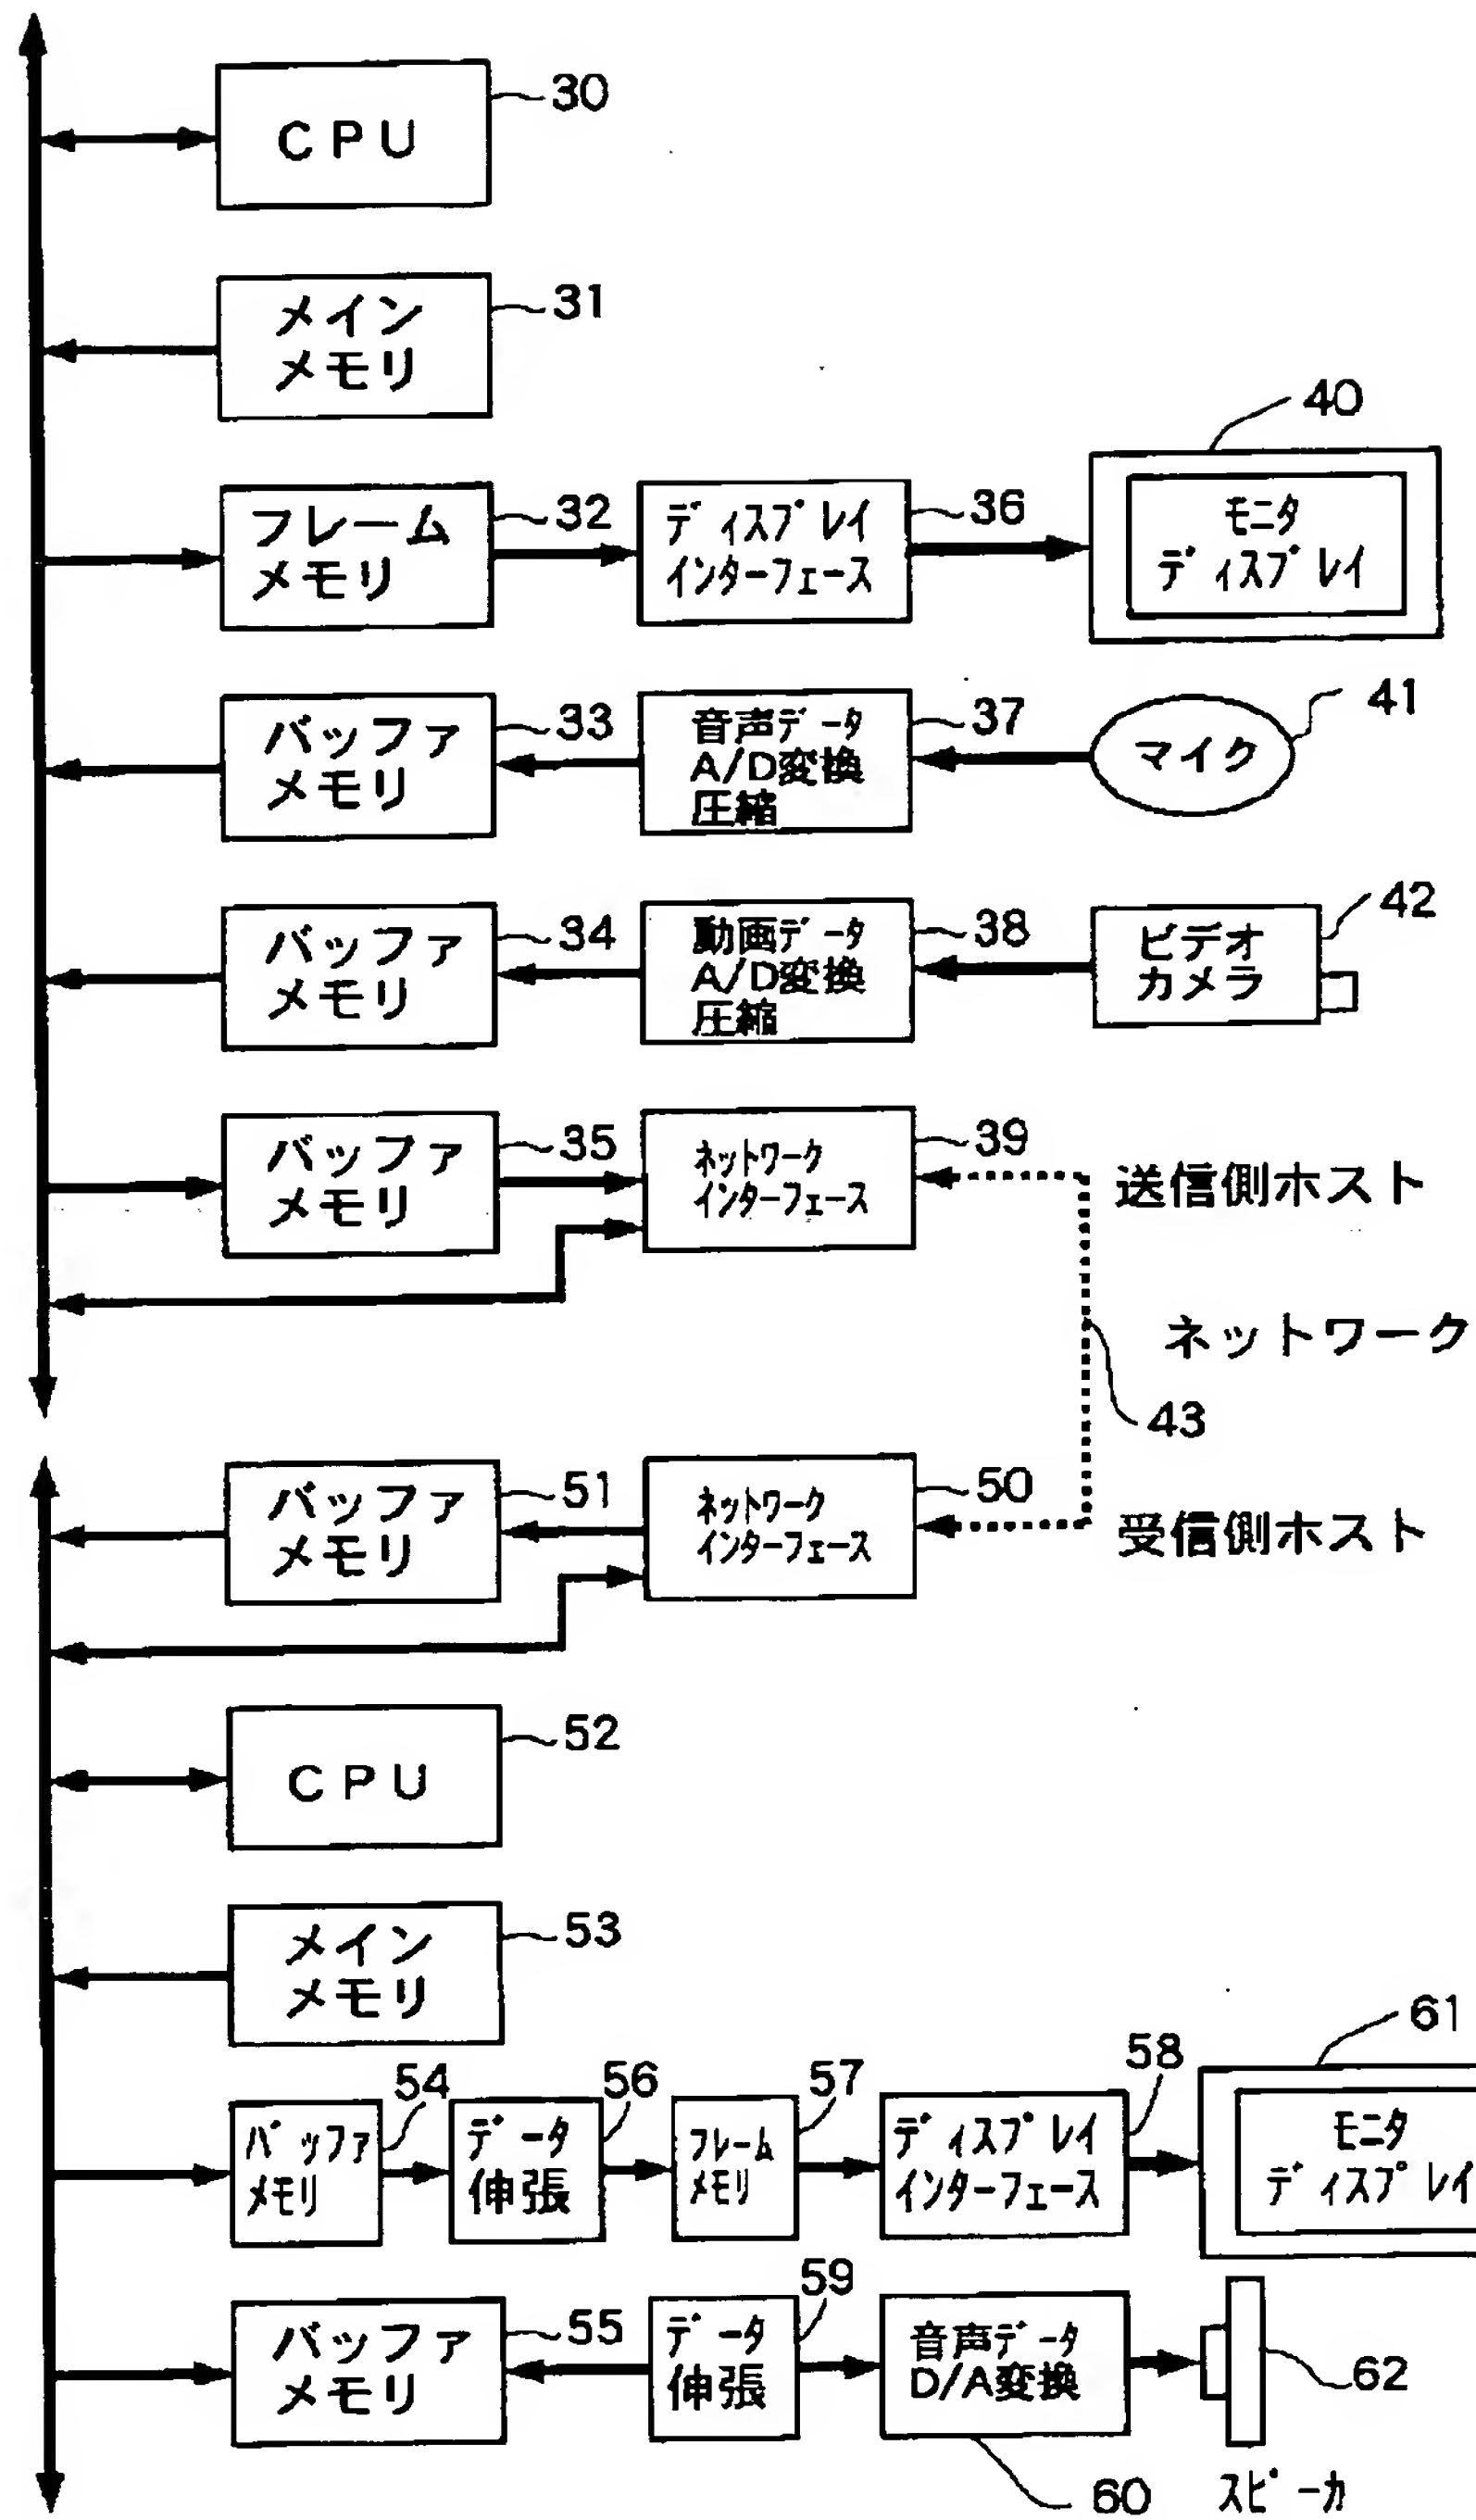 CPU
30
メイン
メモリ
31
40
フレーム
メモリ
32
ディスプレイ
インターフェース
36
モニタ
ディスプレイ
バッファ
メモリ
33
音声データ
A/D変換
圧縮
37
マイク
41
バッファ
メモリ
34
動画データ
A/D変換
圧縮
38
ビデオ
カメラ
42
バッファ
メモリ
35
ネットワーク
インターフェース
39
送信側ホスト
ネットワーク
43
バッファ
メモリ
51
ネットワーク
インターフェース
50
受信側ホスト
CPU
52
メイン
メモリ
53
バッファ
メモリ
54
データ
伸張
56
フレーム
メモリ
57
ディスプレイ
インターフェース
58
モニタ
ディスプレイ
61
バッファ
メモリ
55
データ
伸張
59
音声データ
D/A変換
60
62
スピーカ